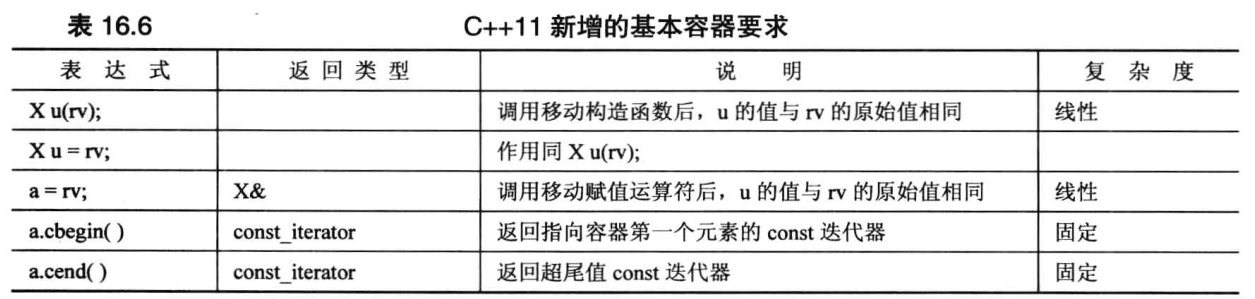 表 16.6 C++11 新增的基本容器要求
表 达 式 返 回 类 型 说 明 复 杂 度
X u(rv); 调用移动构造函数后，u 的值与 rv 的原始值相同 线性
X u = rv; 作用同 X u(rv);
a = rv; X& 调用移动赋值运算符后，u 的值与 rv 的原始值相同 线性
a.cbegin( ) const_iterator 返回指向容器第一个元素的 const 迭代器 固定
a.cend( ) const_iterator 返回超尾值 const 迭代器 固定